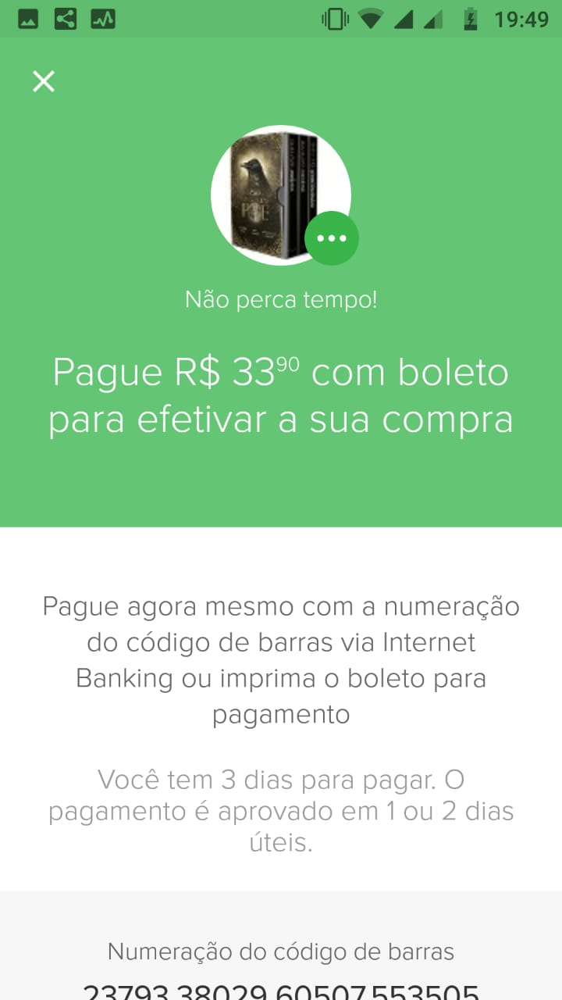 19:49
POE
Não perca tempo!
Pague R$ 33⁹⁰ com boleto
para efetivar a sua compra
Pague agora mesmo com a numeração
do código de barras via Internet
Banking ou imprima o boleto para
pagamento
Você tem 3 dias para pagar. O
pagamento é aprovado em 1 ou 2 dias
úteis.
Numeração do código de barras
23793.38029 60507.553505